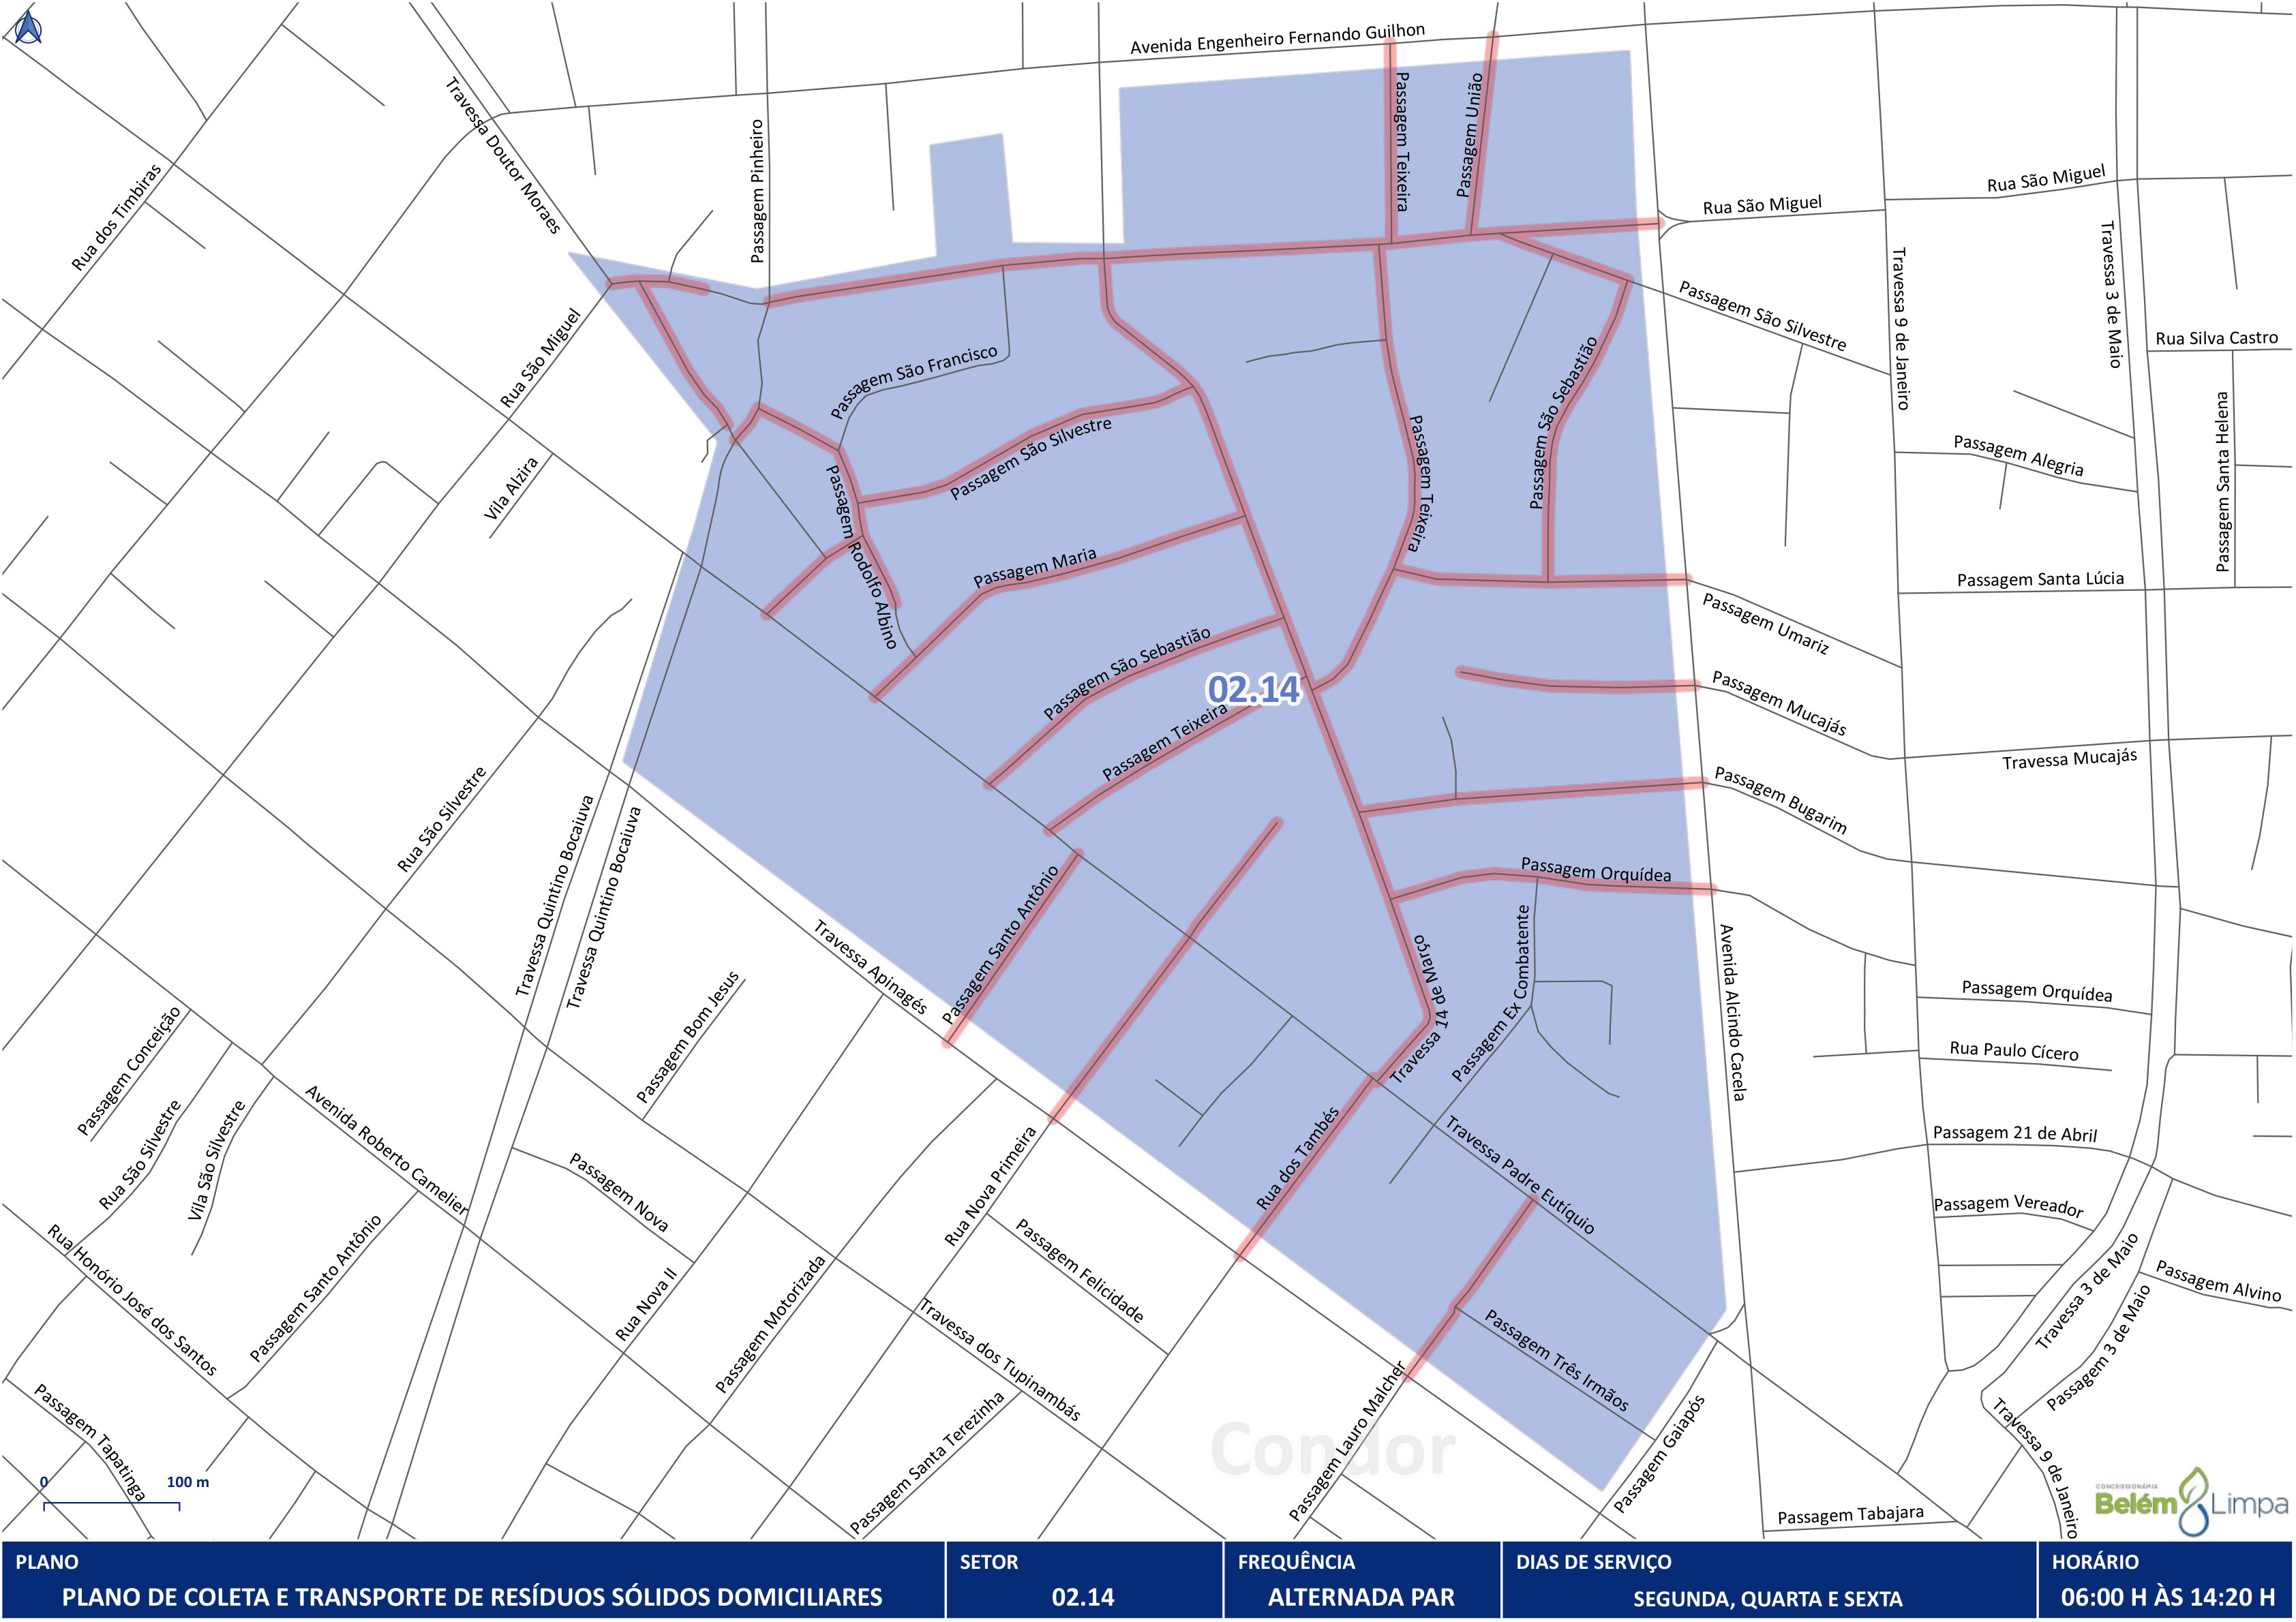 Avenida Engenheiro Fernando Guilhon
Travessa Doutor Moraes
Passagem Pinheiro
Passagem Teixeira
Passagem União
Rua dos Timbiras
Rua São Miguel
Rua São Miguel
Travessa 3 de Maio
Travessa 9 de Janeiro
Passagem São Silvestre
Rua Silva Castro
Rua São Miguel
Passagem São Francisco
Passagem São Sebastião
Passagem Santa Helena
Passagem São Silvestre
Passagem Teixeira
Passagem Alegria
Vila Alzira
Passagem Rodolfo Albino
Passagem Maria
Passagem Santa Lúcia
Passagem Umariz
Passagem São Sebastião
02.14
Passagem Mucajás
Passagem Teixeira
Travessa Mucajás
Passagem Bugarim
Rua São Silvestre
Travessa Quintino Bocaiuva
Travessa Quintino Bocaiuva
Passagem Orquídea
Passagem Santo Antônio
Travessa Apinagés
Passagem Ex Combatente
Travessa 14 de Março
Avenida Alcindo Cacela
Passagem Orquídea
Passagem Bom Jesus
Passagem Conceição
Rua Paulo Cícero
Rua São Silvestre
Vila São Silvestre
Avenida Roberto Camelier
Rua dos Tambés
Travessa Padre Eutíquio
Passagem 21 de Abril
Passagem Nova
Rua Nova Primeira
Passagem Vereador
Passagem Santo Antônio
Rua Honório José dos Santos
Passagem Felicidade
Rua Nova II
Passagem Motorizada
Travessa 3 de Maio
Passagem 3 de Maio
Passagem Alvino
Travessa dos Tupinambás
Passagem Três Irmãos
Passagem Tapatinga
Passagem Santa Terezinha
Passagem Lauro Malcher
Passagem Gaiapós
Travessa 9 de Janeiro
Condor
Passagem Tabajara
0 100 m
CONCESSIONÁRIA
Belém Limpa
PLANO
PLANO DE COLETA E TRANSPORTE DE RESÍDUOS SÓLIDOS DOMICILIARES
SETOR
02.14
FREQUÊNCIA
ALTERNADA PAR
DIAS DE SERVIÇO
SEGUNDA, QUARTA E SEXTA
HORÁRIO
06:00 H ÀS 14:20 H